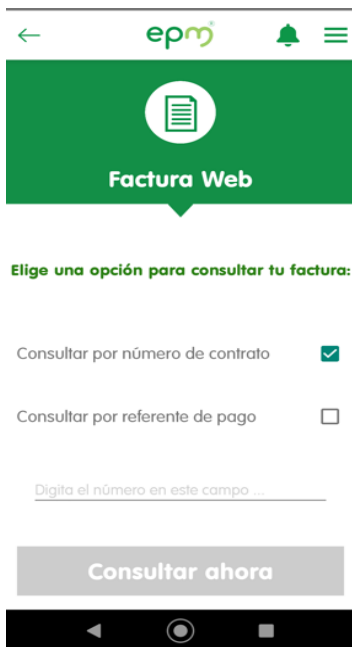 epm
Factura Web
Elige una opción para consultar tu factura:
Consultar por número de contrato
Consultar por referente de pago
Digita el número en este campo ...
Consultar ahora